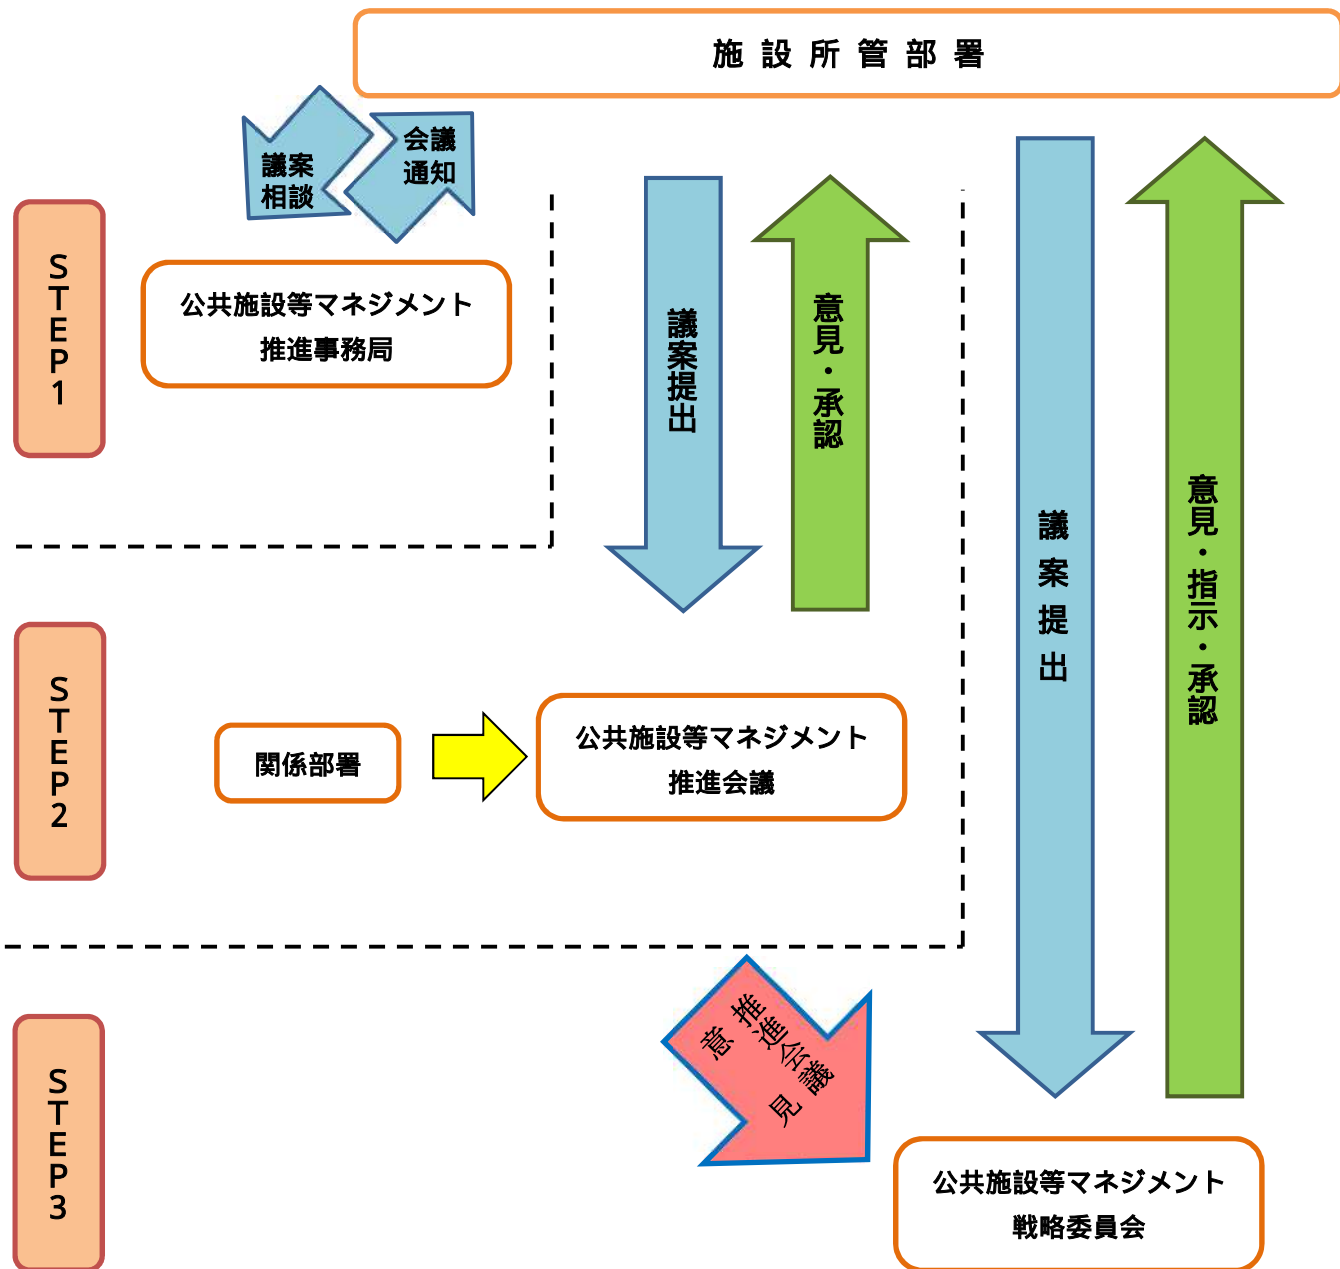 施設所管部署
議案
相談
会議
通知
STEP1
公共施設等マネジメント
推進事務局
議案提出
意見・承認
議案提出
意見・指示・承認
STEP2
関係部署
公共施設等マネジメント
推進会議
推進会議
意見
STEP3
公共施設等マネジメント
戦略委員会